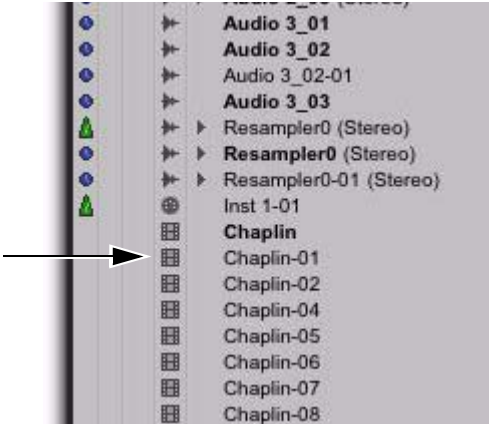 Audio 3_01
Audio 3_02
Audio 3_02-01
Audio 3_03
Resampler0 (Stereo)
Resampler0 (Stereo)
Resampler0-01 (Stereo)
Inst 1-01
Chaplin
Chaplin-01
Chaplin-02
Chaplin-04
Chaplin-05
Chaplin-06
Chaplin-07
Chaplin-08